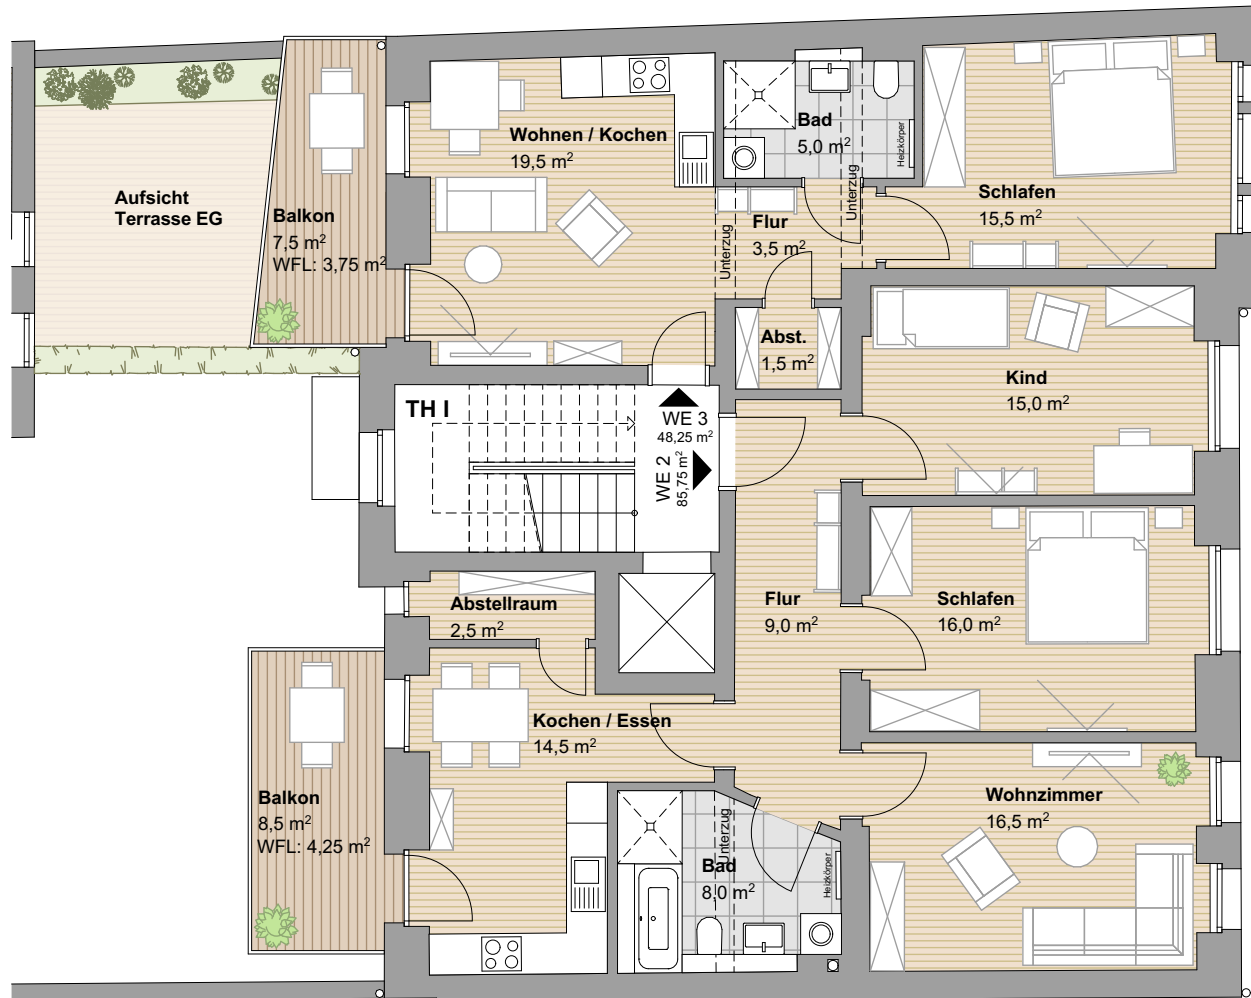 Wohnen / Kochen
19,5 m²
Bad
5,0 m²
Heizkörper
Schlafen
15,5 m²
Aufsicht
Terrasse EG
Balkon
7,5 m²
WFL: 3,75 m²
Unterzug
Flur
3,5 m²
Unterzug
Abst.
1,5 m²
Kind
15,0 m²
TH I
WE 3
48,25 m²
WE 2
85,75 m²
Abstellraum
2,5 m²
Flur
9,0 m²
Schlafen
16,0 m²
Kochen / Essen
14,5 m²
Balkon
8,5 m²
WFL: 4,25 m²
Unterzug
Bad
8,0 m²
Heizkörper
Wohnzimmer
16,5 m²